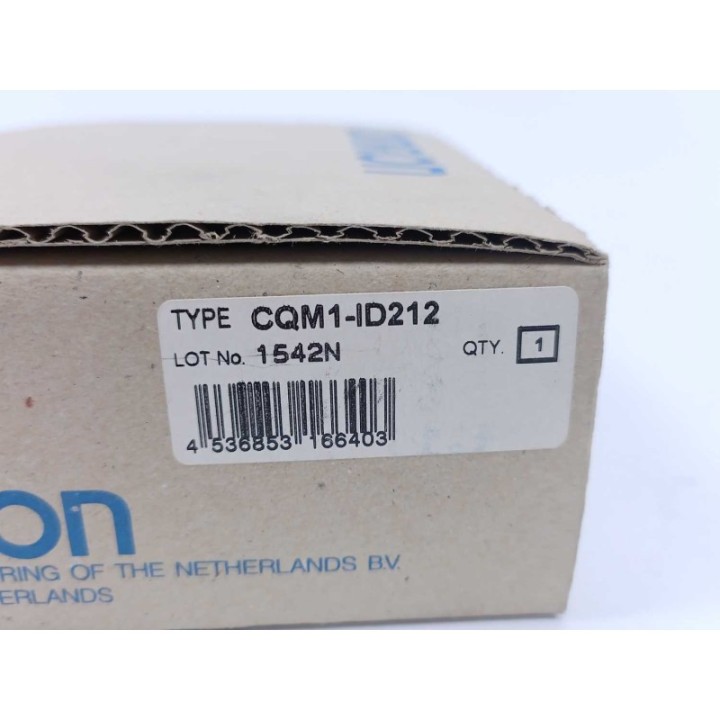 TYPE CQM1-ID212
LOT No. 1542N QTY. 1
4 536853 166403
on
RING OF THE NETHERLANDS B.V.
ERLANDS